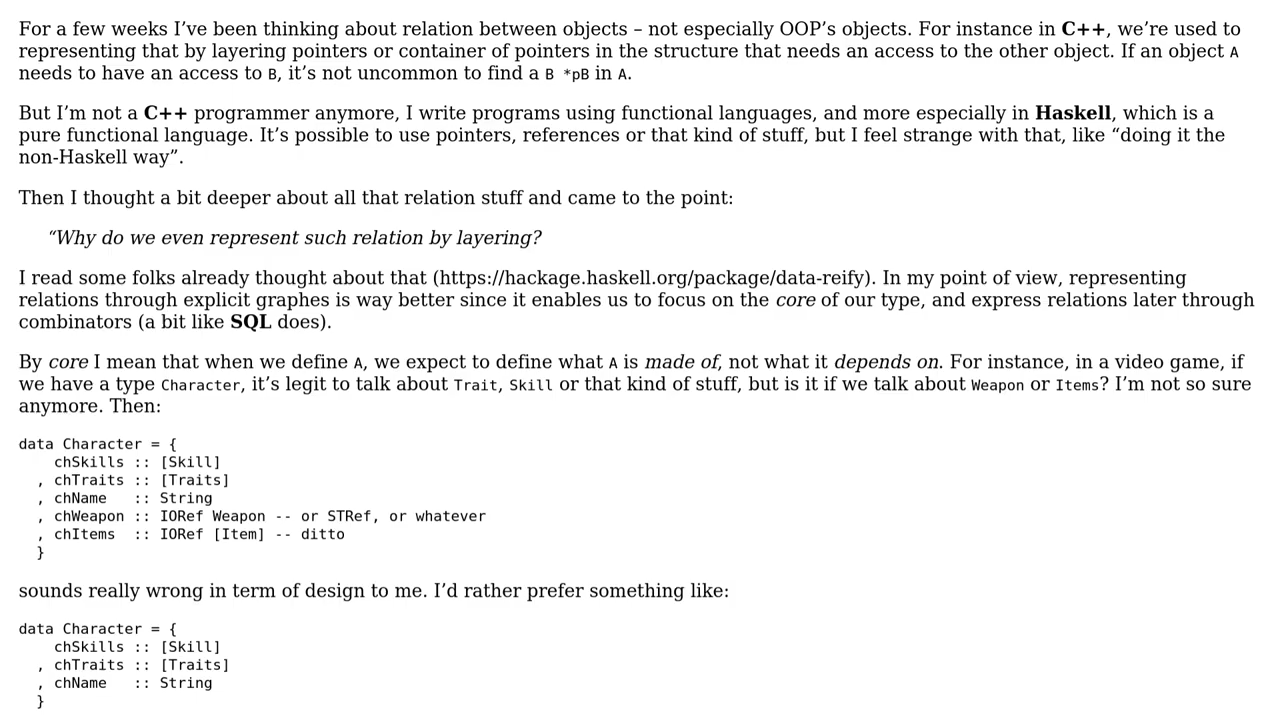 For a few weeks I’ve been thinking about relation between objects – not especially OOP’s objects. For instance in C++, we’re used to
representing that by layering pointers or container of pointers in the structure that needs an access to the other object. If an object A
needs to have an access to B, it’s not uncommon to find a B *pB in A.
But I’m not a C++ programmer anymore, I write programs using functional languages, and more especially in Haskell, which is a
pure functional language. It’s possible to use pointers, references or that kind of stuff, but I feel strange with that, like “doing it the
non-Haskell way”.
Then I thought a bit deeper about all that relation stuff and came to the point:
“Why do we even represent such relation by layering?
I read some folks already thought about that (https://hackage.haskell.org/package/data-reify). In my point of view, representing
relations through explicit graphes is way better since it enables us to focus on the core of our type, and express relations later through
combinators (a bit like SQL does).
By core I mean that when we define A, we expect to define what A is made of, not what it depends on. For instance, in a video game, if
we have a type Character, it’s legit to talk about Trait, Skill or that kind of stuff, but is it if we talk about Weapon or Items? I’m not so sure
anymore. Then:
data Character = {
    chSkills :: [Skill]
  , chTraits :: [Traits]
  , chName   :: String
  , chWeapon :: IORef Weapon -- or STRef, or whatever
  , chItems  :: IORef [Item] -- ditto
  }
sounds really wrong in term of design to me. I’d rather prefer something like:
data Character = {
    chSkills :: [Skill]
  , chTraits :: [Traits]
  , chName   :: String
  }